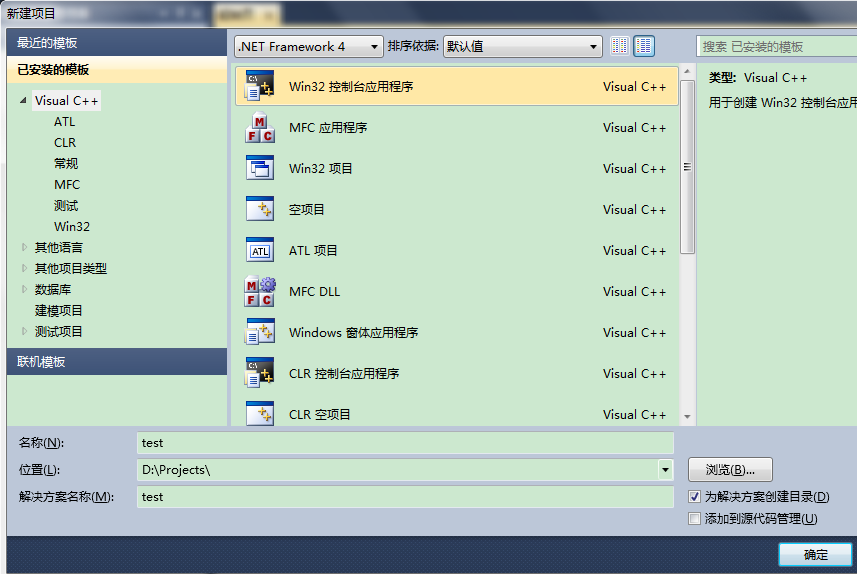 新建项目
最近的模板
.NET Framework 4
排序依据:
默认值
搜索 已安装的模板
已安装的模板
Visual C++
ATL
CLR
常规
MFC
测试
Win32
其他语言
其他项目类型
数据库
建模项目
测试项目
联机模板
Win32 控制台应用程序 Visual C++
MFC 应用程序 Visual C++
Win32 项目 Visual C++
空项目 Visual C++
ATL 项目 Visual C++
MFC DLL Visual C++
Windows 窗体应用程序 Visual C++
CLR 控制台应用程序 Visual C++
CLR 空项目 Visual C++
类型: Visual C++
用于创建 Win32 控制台应用
名称(N): test
位置(L): D:\Projects\ 浏览(B)...
解决方案名称(M): test
为解决方案创建目录(D)
添加到源代码管理(U)
确定